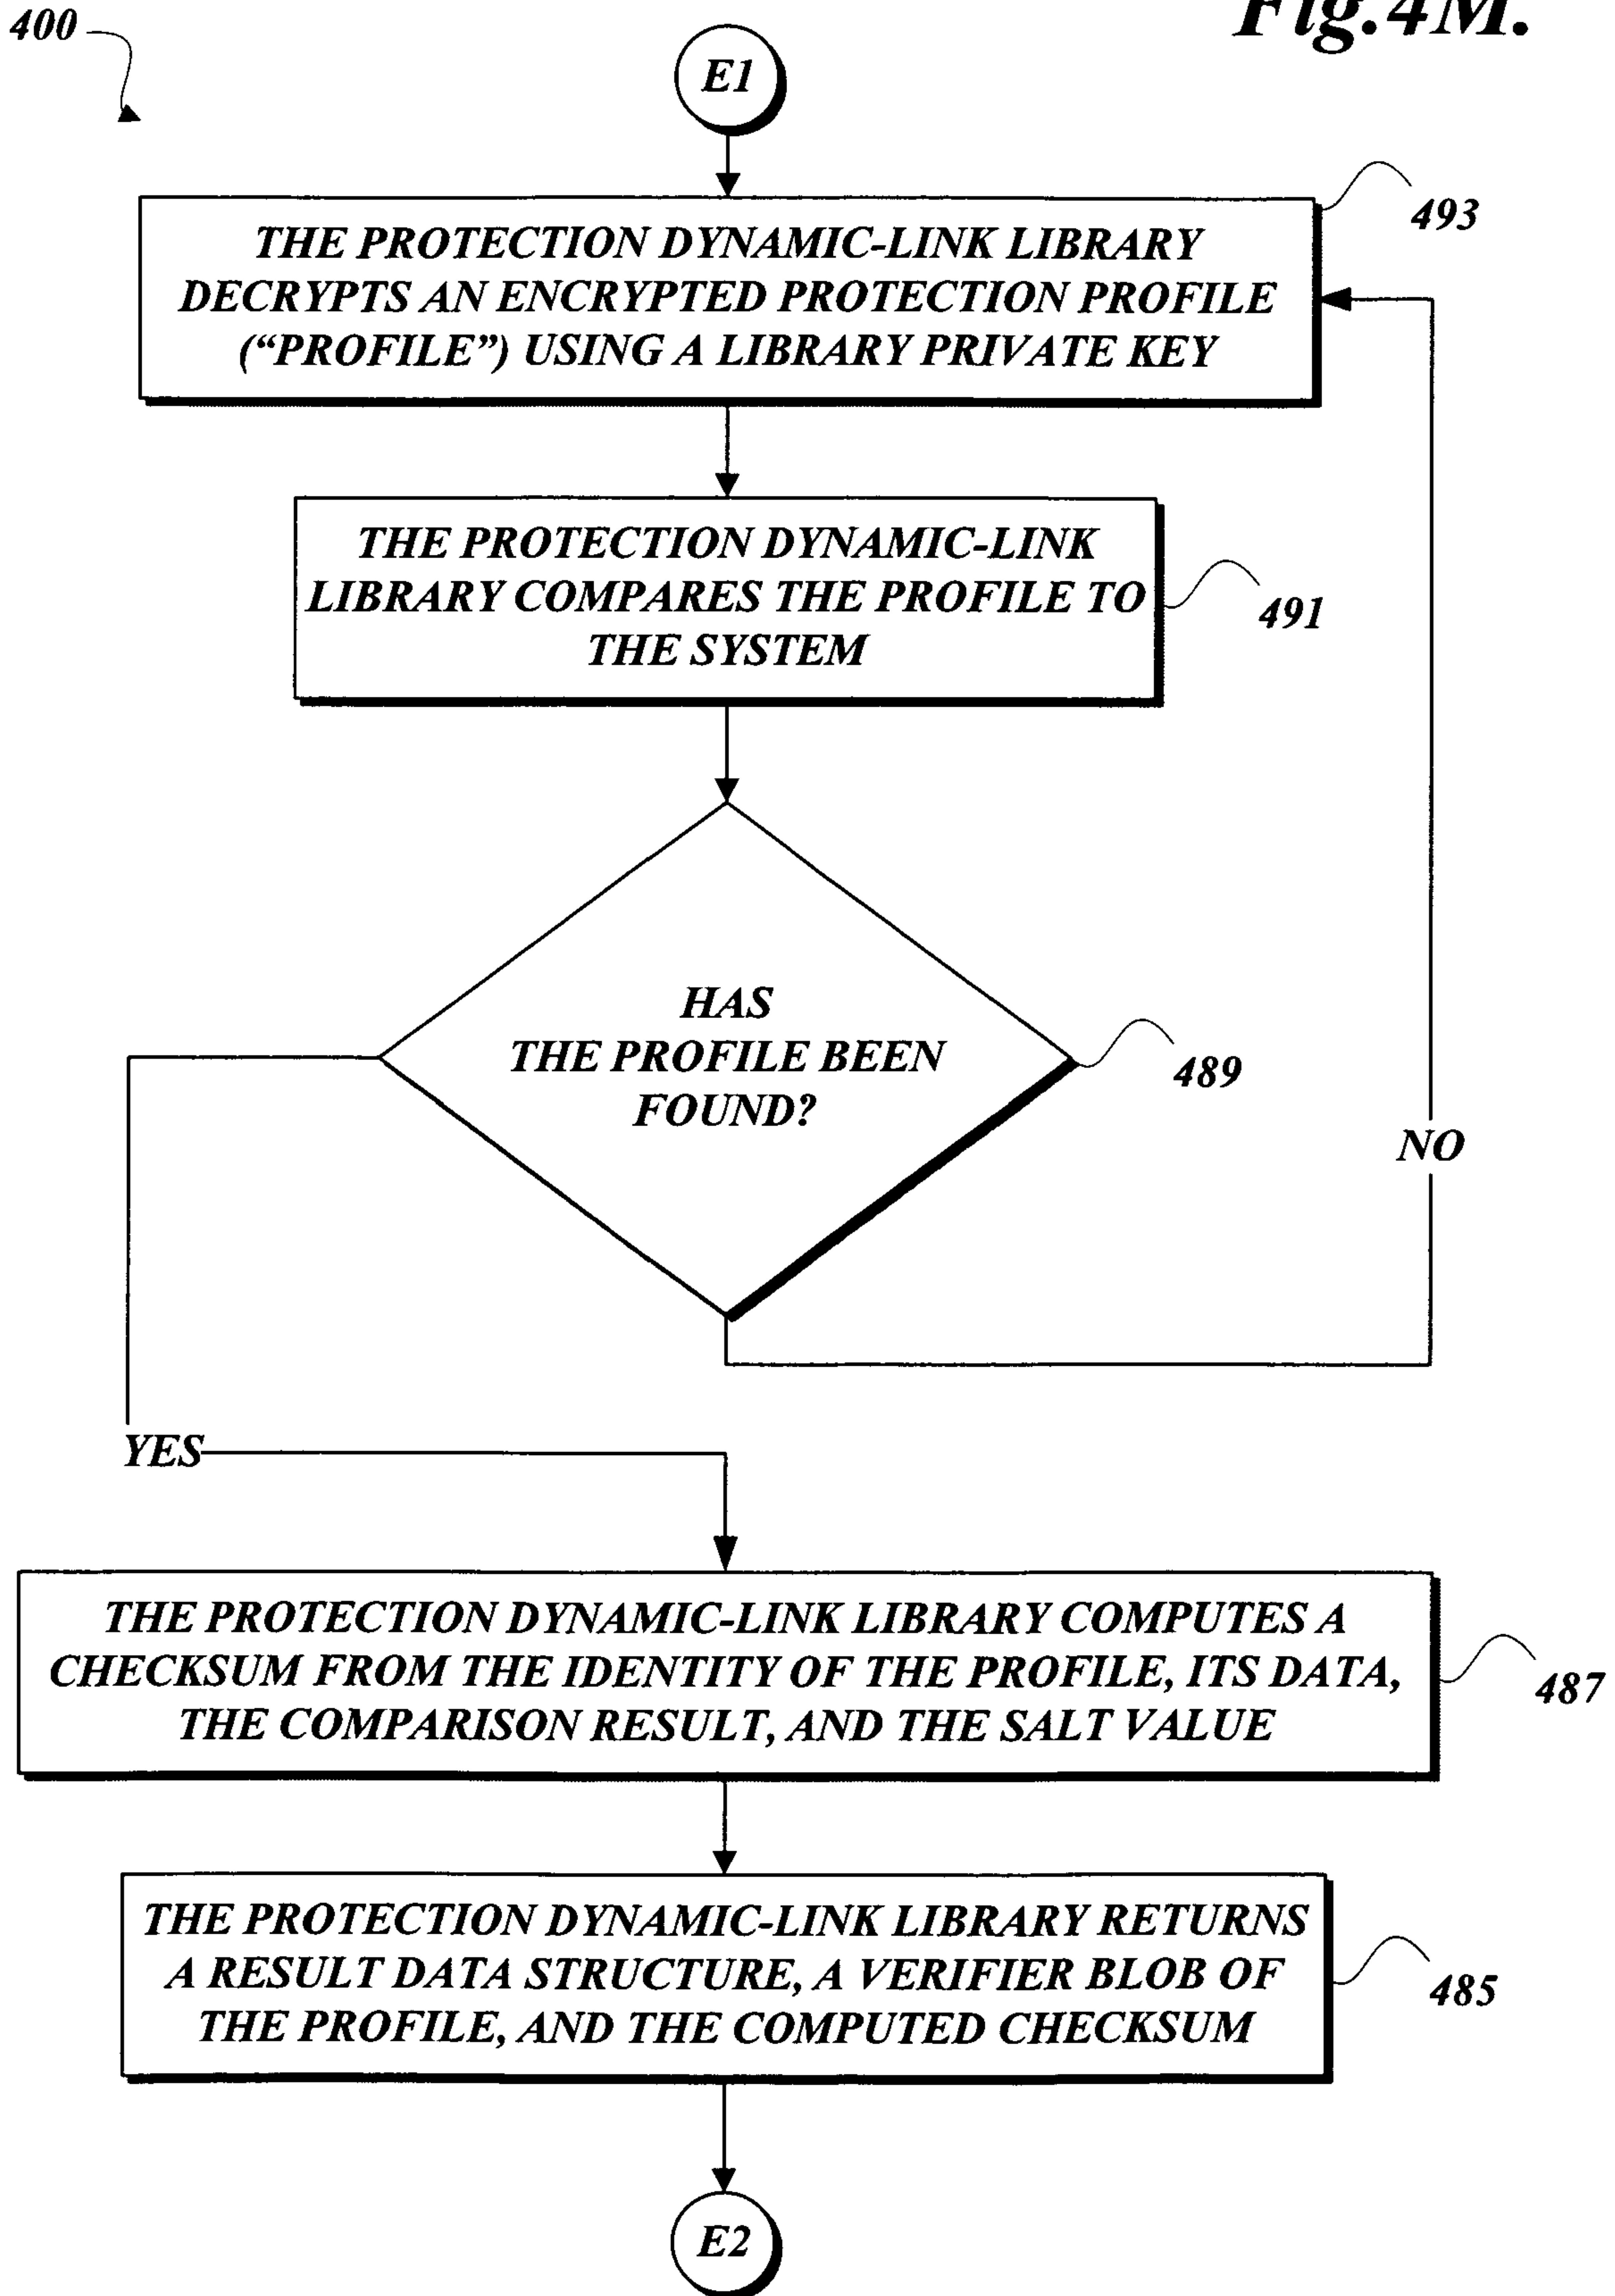 400
Fig.4M.
E1
THE PROTECTION DYNAMIC-LINK LIBRARY
DECRYPTS AN ENCRYPTED PROTECTION PROFILE
(“PROFILE”) USING A LIBRARY PRIVATE KEY
493
THE PROTECTION DYNAMIC-LINK
LIBRARY COMPARES THE PROFILE TO
THE SYSTEM
491
HAS
THE PROFILE BEEN
FOUND?
489
NO
YES
THE PROTECTION DYNAMIC-LINK LIBRARY COMPUTES A
CHECKSUM FROM THE IDENTITY OF THE PROFILE, ITS DATA,
THE COMPARISON RESULT, AND THE SALT VALUE
487
THE PROTECTION DYNAMIC-LINK LIBRARY RETURNS
A RESULT DATA STRUCTURE, A VERIFIER BLOB OF
THE PROFILE, AND THE COMPUTED CHECKSUM
485
E2